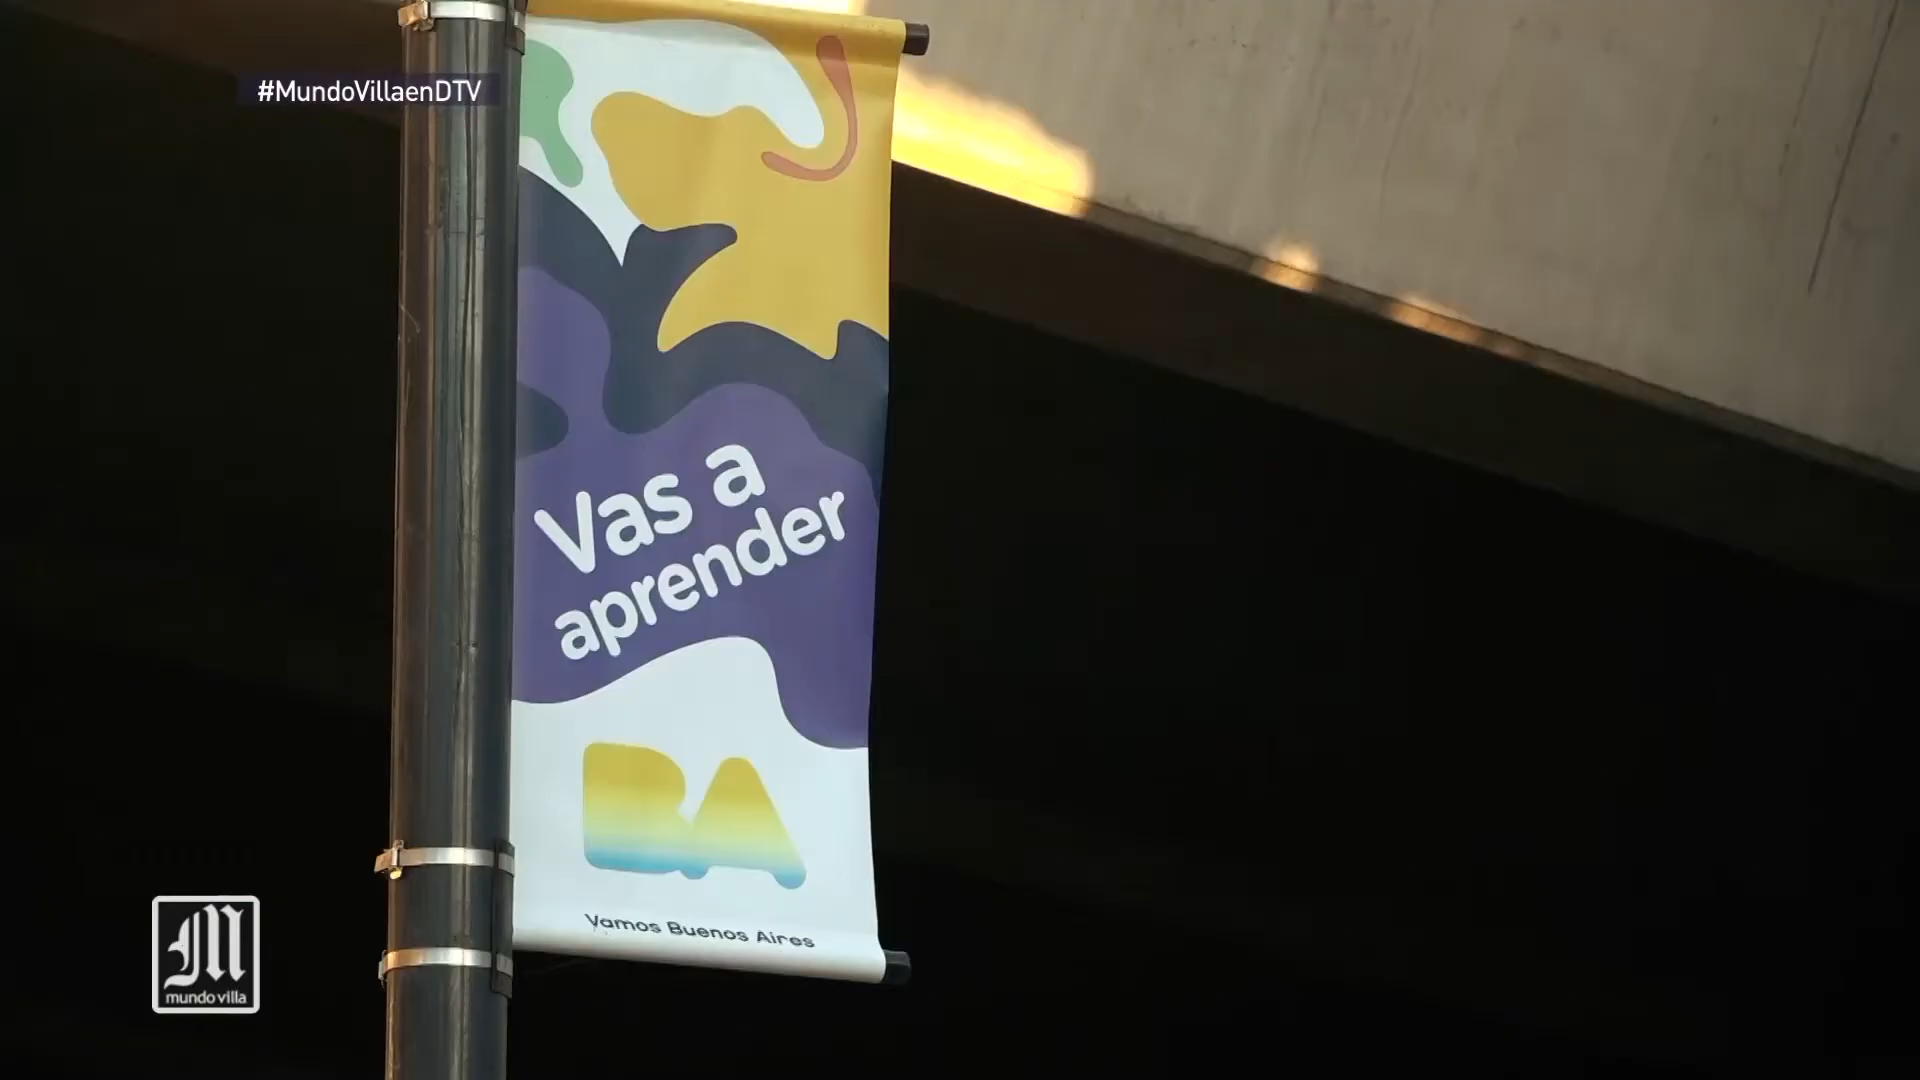 #MundoVillaenDTV
Vas a
aprender
BA
Vamos Buenos Aires
M
mundo villa